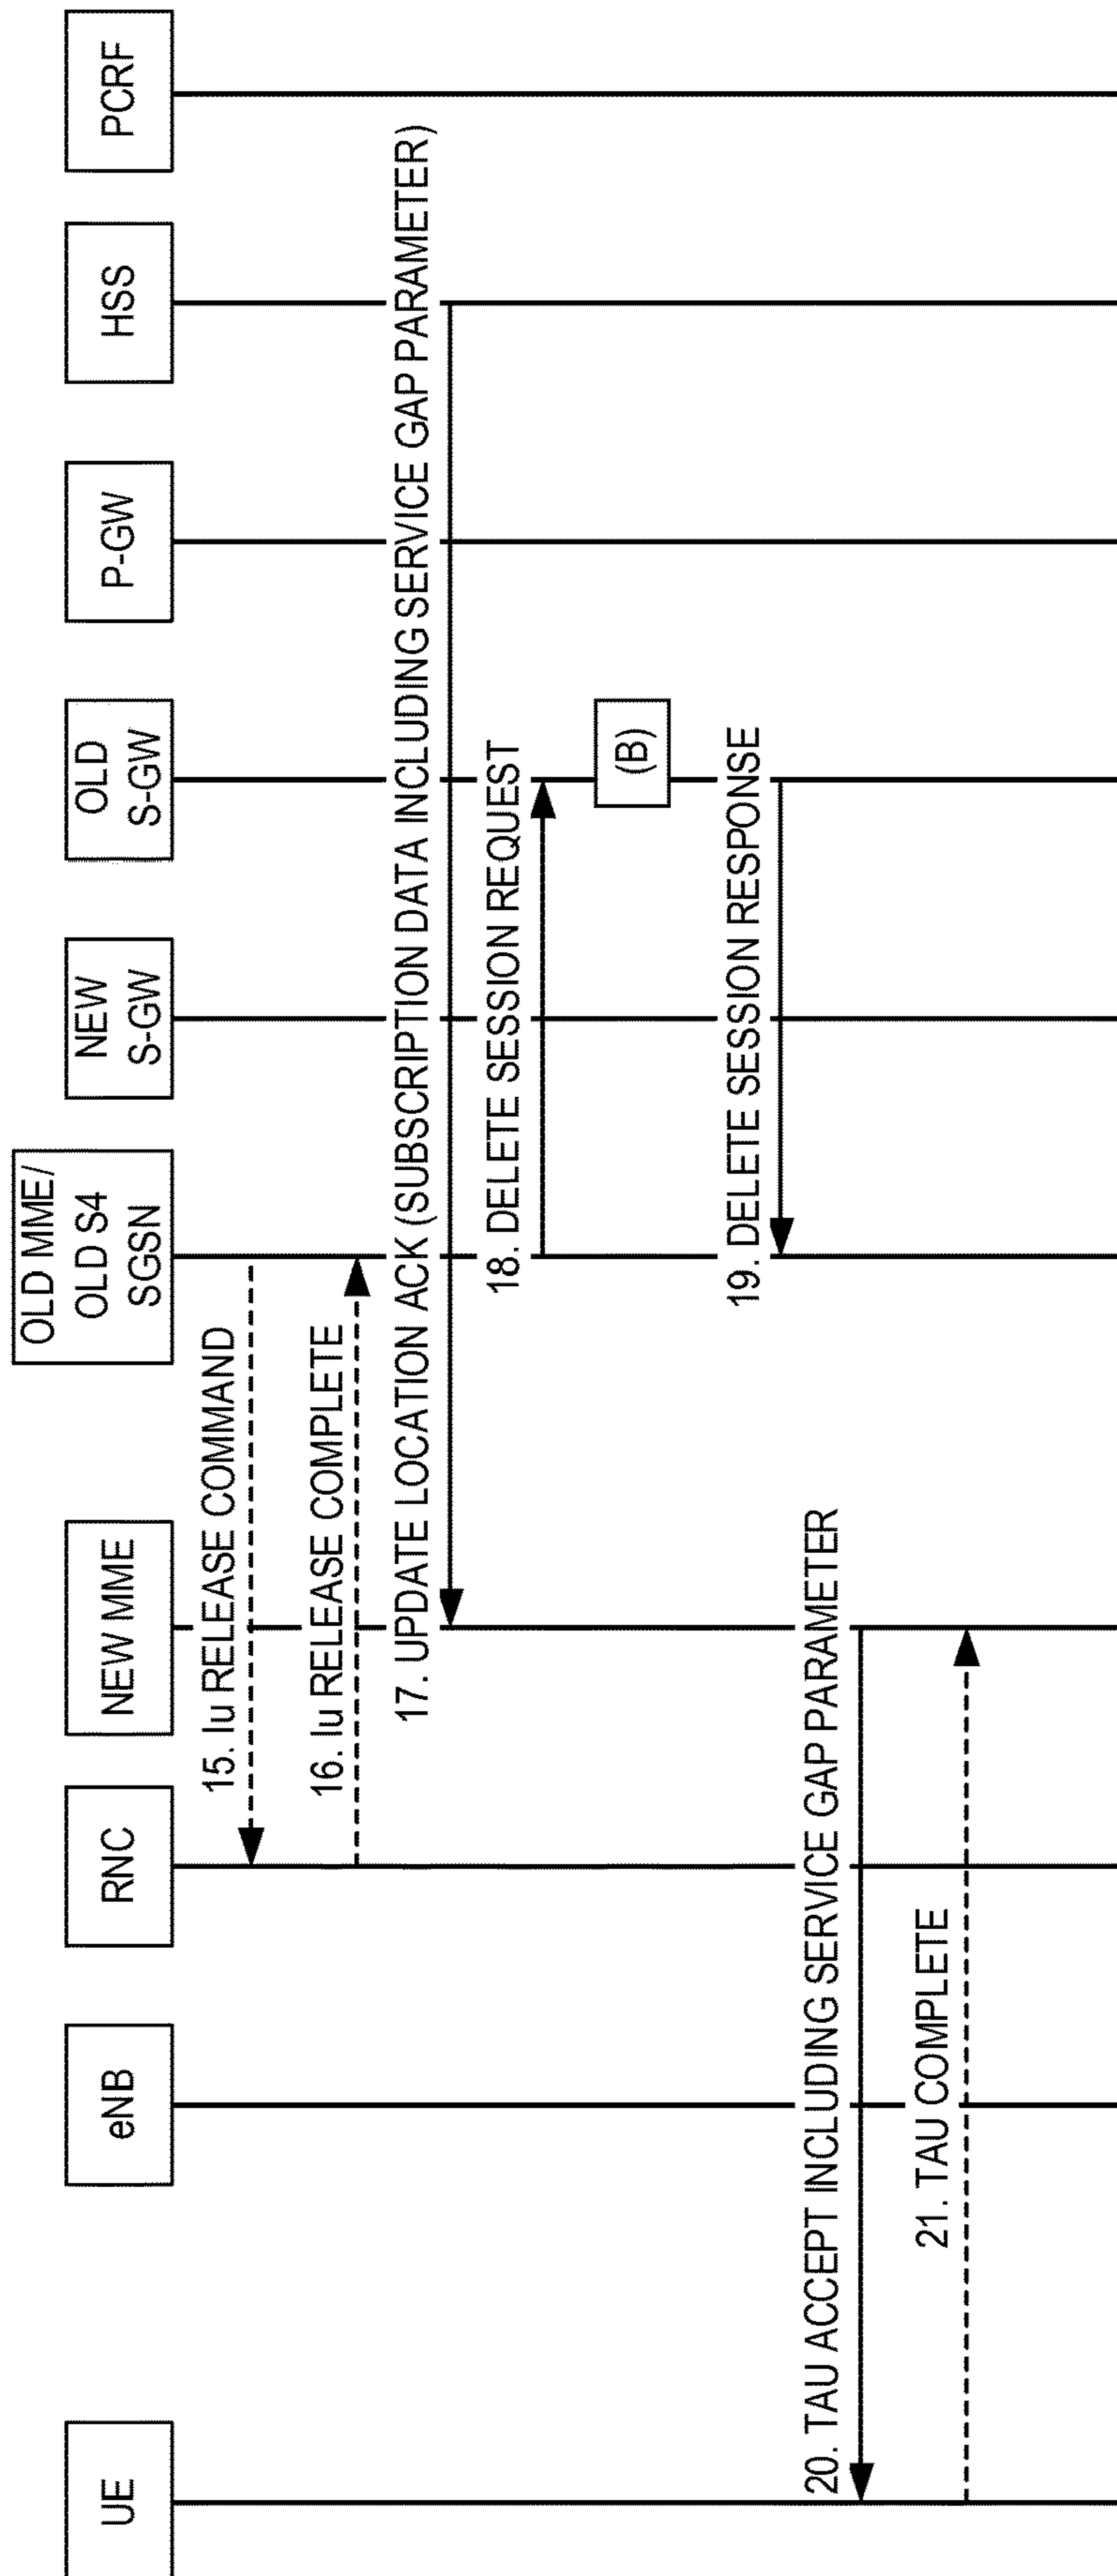 UE
eNB
RNC
NEW MME
OLD MME/
OLD S4
SGSN
NEW
S-GW
OLD
S-GW
P-GW
HSS
PCRF
15. Iu RELEASE COMMAND
16. Iu RELEASE COMPLETE
17. UPDATE LOCATION ACK (SUBSCRIPTION DATA INCLUDING SERVICE GAP PARAMETER)
18. DELETE SESSION REQUEST
(B)
19. DELETE SESSION RESPONSE
20. TAU ACCEPT INCLUDING SERVICE GAP PARAMETER
21. TAU COMPLETE